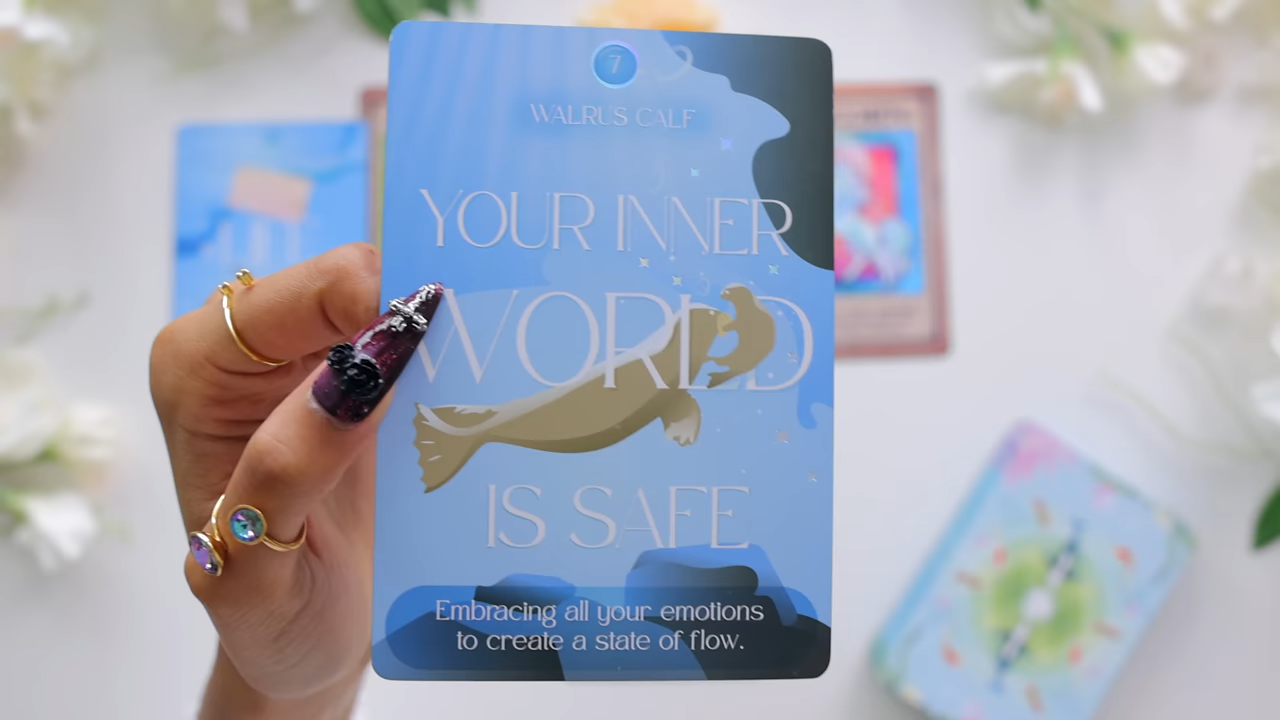 7
WALRUS CALF
YOUR INNER
WORLD
IS SAFE
Embracing all your emotions
to create a state of flow.